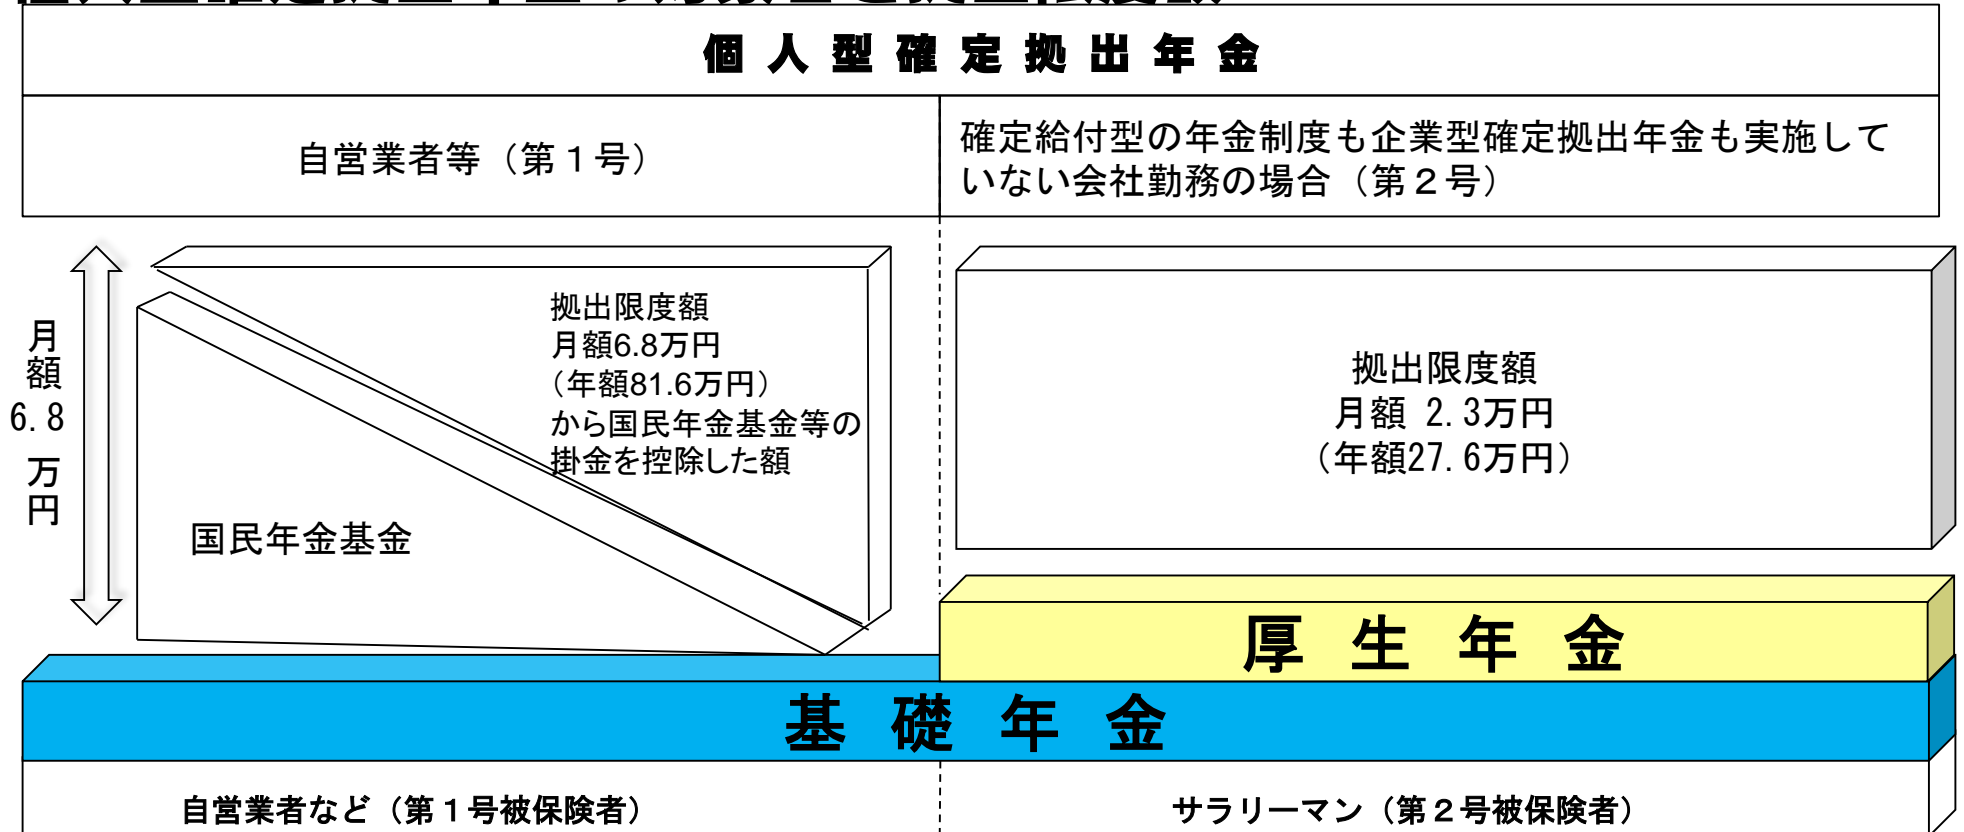 個人型確定拠出年金
自営業者等（第１号）
確定給付型の年金制度も企業型確定拠出年金も実施して
いない会社勤務の場合（第２号）
月額6.8万円
拠出限度額
月額6.8万円
（年額81.6万円）
から国民年金基金等の
掛金を控除した額
国民年金基金
拠出限度額
月額 2.3万円
（年額27.6万円）
厚生年金
基礎年金
自営業者など（第１号被保険者）
サラリーマン（第２号被保険者）